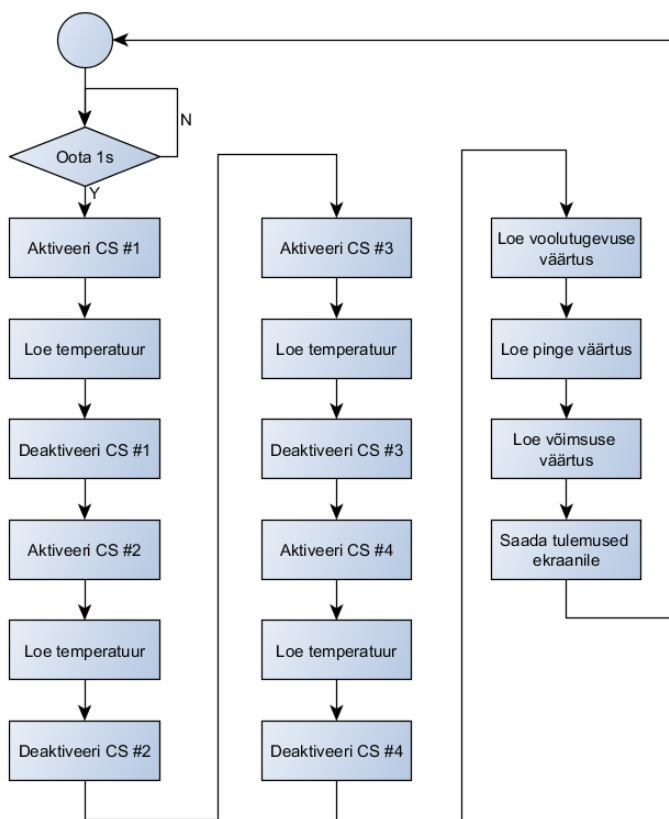 Oota 1s
N
Y
Aktiveeri CS #1
Loe temperatuur
Deaktiveeri CS #1
Aktiveeri CS #2
Loe temperatuur
Deaktiveeri CS #2
Aktiveeri CS #3
Loe temperatuur
Deaktiveeri CS #3
Aktiveeri CS #4
Loe temperatuur
Deaktiveeri CS #4
Loe voolutugevuse
väärtus
Loe pinge väärtus
Loe võimsuse
väärtus
Saada tulemused
ekraanile